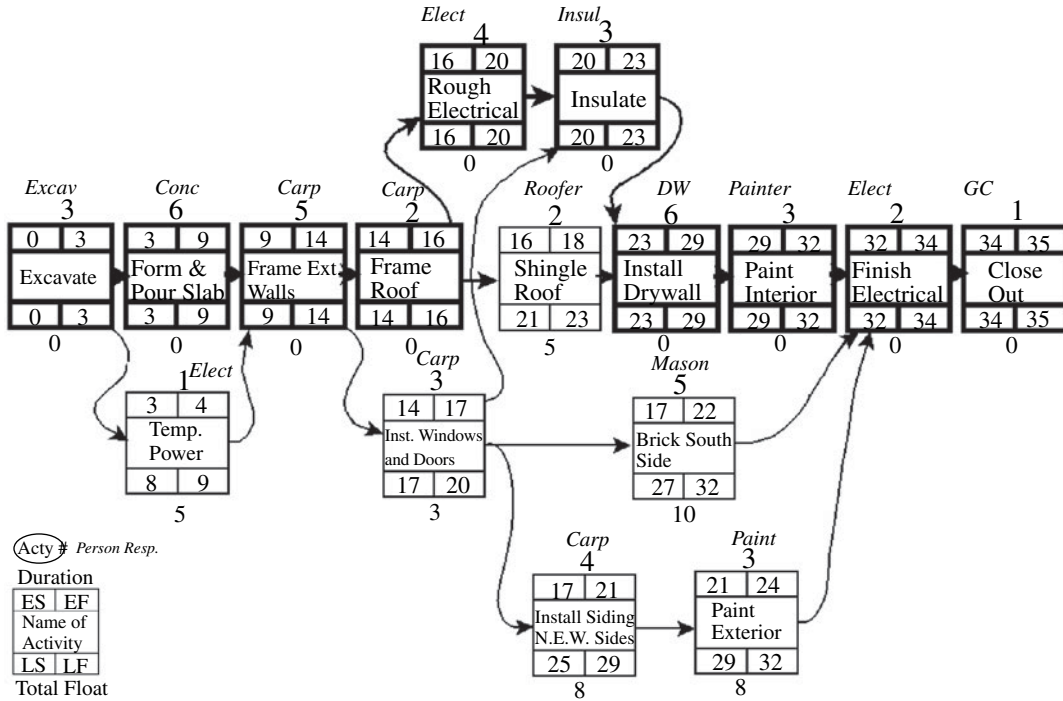 Elect
4
16 20
Rough
Electrical
16 20
0
Insul
3
20 23
Insulate
20 23
0
Excav
3
0 3
Excavate
0 3
0
Conc
6
3 9
Form &
Pour Slab
3 9
0
Carp
5
9 14
Frame Ext.
Walls
9 14
0
Carp
2
14 16
Frame
Roof
14 16
0
Roofer
2
16 18
Shingle
Roof
21 23
5
DW
6
23 29
Install
Drywall
23 29
0
Painter
3
29 32
Paint
Interior
29 32
0
Elect
2
32 34
Finish
Electrical
32 34
0
GC
1
34 35
Close
Out
34 35
0
Elect
1
3 4
Temp.
Power
8 9
5
Carp
3
14 17
Inst. Windows
and Doors
17 20
3
Mason
5
17 22
Brick South
Side
27 32
10
Carp
4
17 21
Install Siding
N.E.W. Sides
25 29
8
Paint
3
21 24
Paint
Exterior
29 32
8
Acty # Person Resp.
Duration
ES EF
Name of
Activity
LS LF
Total Float